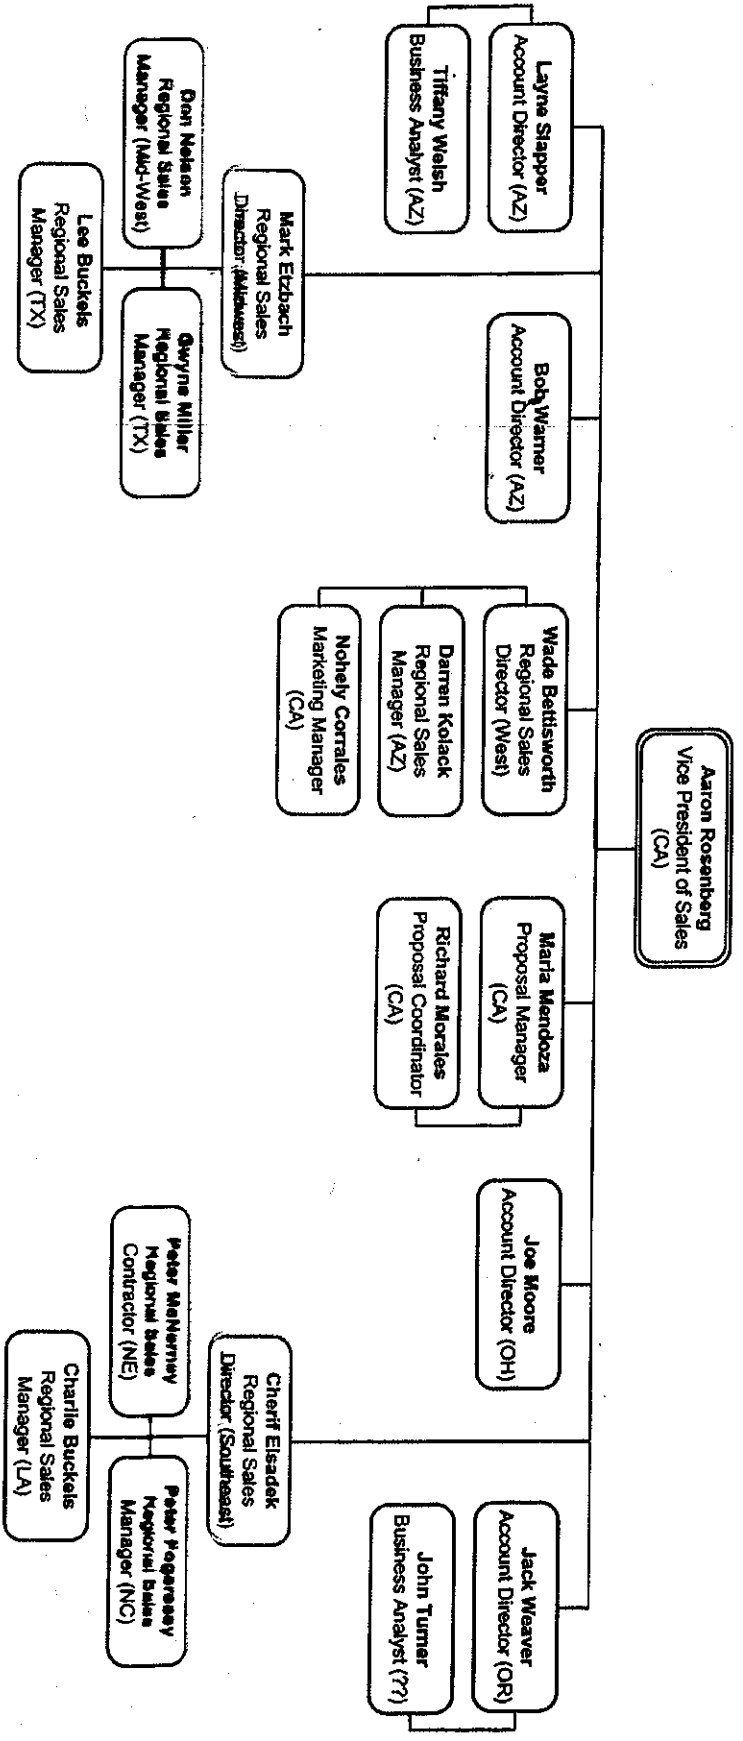 Aaron Rosenberg
Vice President of Sales
(CA)
Layne Slapper
Account Director (AZ)
Tiffany Welsh
Business Analyst (AZ)
Mark Etzbach
Regional Sales
Director (Midwest)
Don Nelson
Regional Sales
Manager (Mid-West)
Gwyne Miller
Regional Sales
Manager (TX)
Lee Buckels
Regional Sales
Manager (TX)
Bob Warner
Account Director (AZ)
Wade Bettisworth
Regional Sales
Director (West)
Darren Kolack
Regional Sales
Manager (AZ)
Nohely Corrales
Marketing Manager
(CA)
Maria Mendoza
Proposal Manager
(CA)
Richard Morales
Proposal Coordinator
(CA)
Joe Moore
Account Director (OH)
Cherif Elsadek
Regional Sales
Director (Southeast)
Peter McNerney
Regional Sales
Contractor (NE)
Peter
Regional Sales
Manager (NC)
Charlie Buckels
Regional Sales
Manager (LA)
Jack Weaver
Account Director (OR)
John Turner
Business Analyst (??)